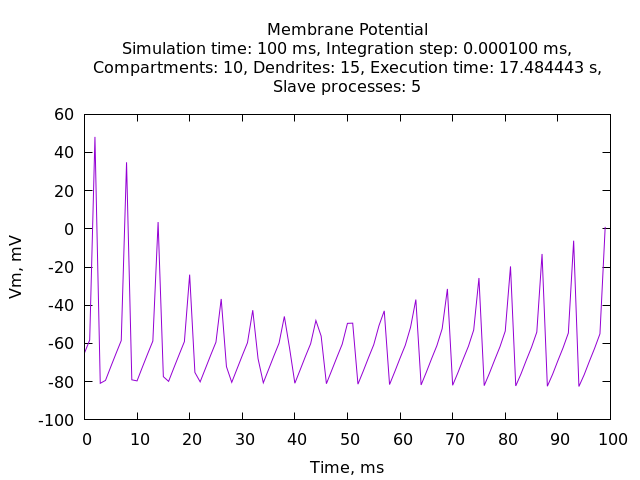 Membrane Potential
Simulation time: 100 ms, Integration step: 0.000100 ms,
Compartments: 10, Dendrites: 15, Execution time: 17.484443 s,
Slave processes: 5
60
40
20
0
-20
-40
-60
-80
-100
Vm, mV
0 10 20 30 40 50 60 70 80 90 100
Time, ms